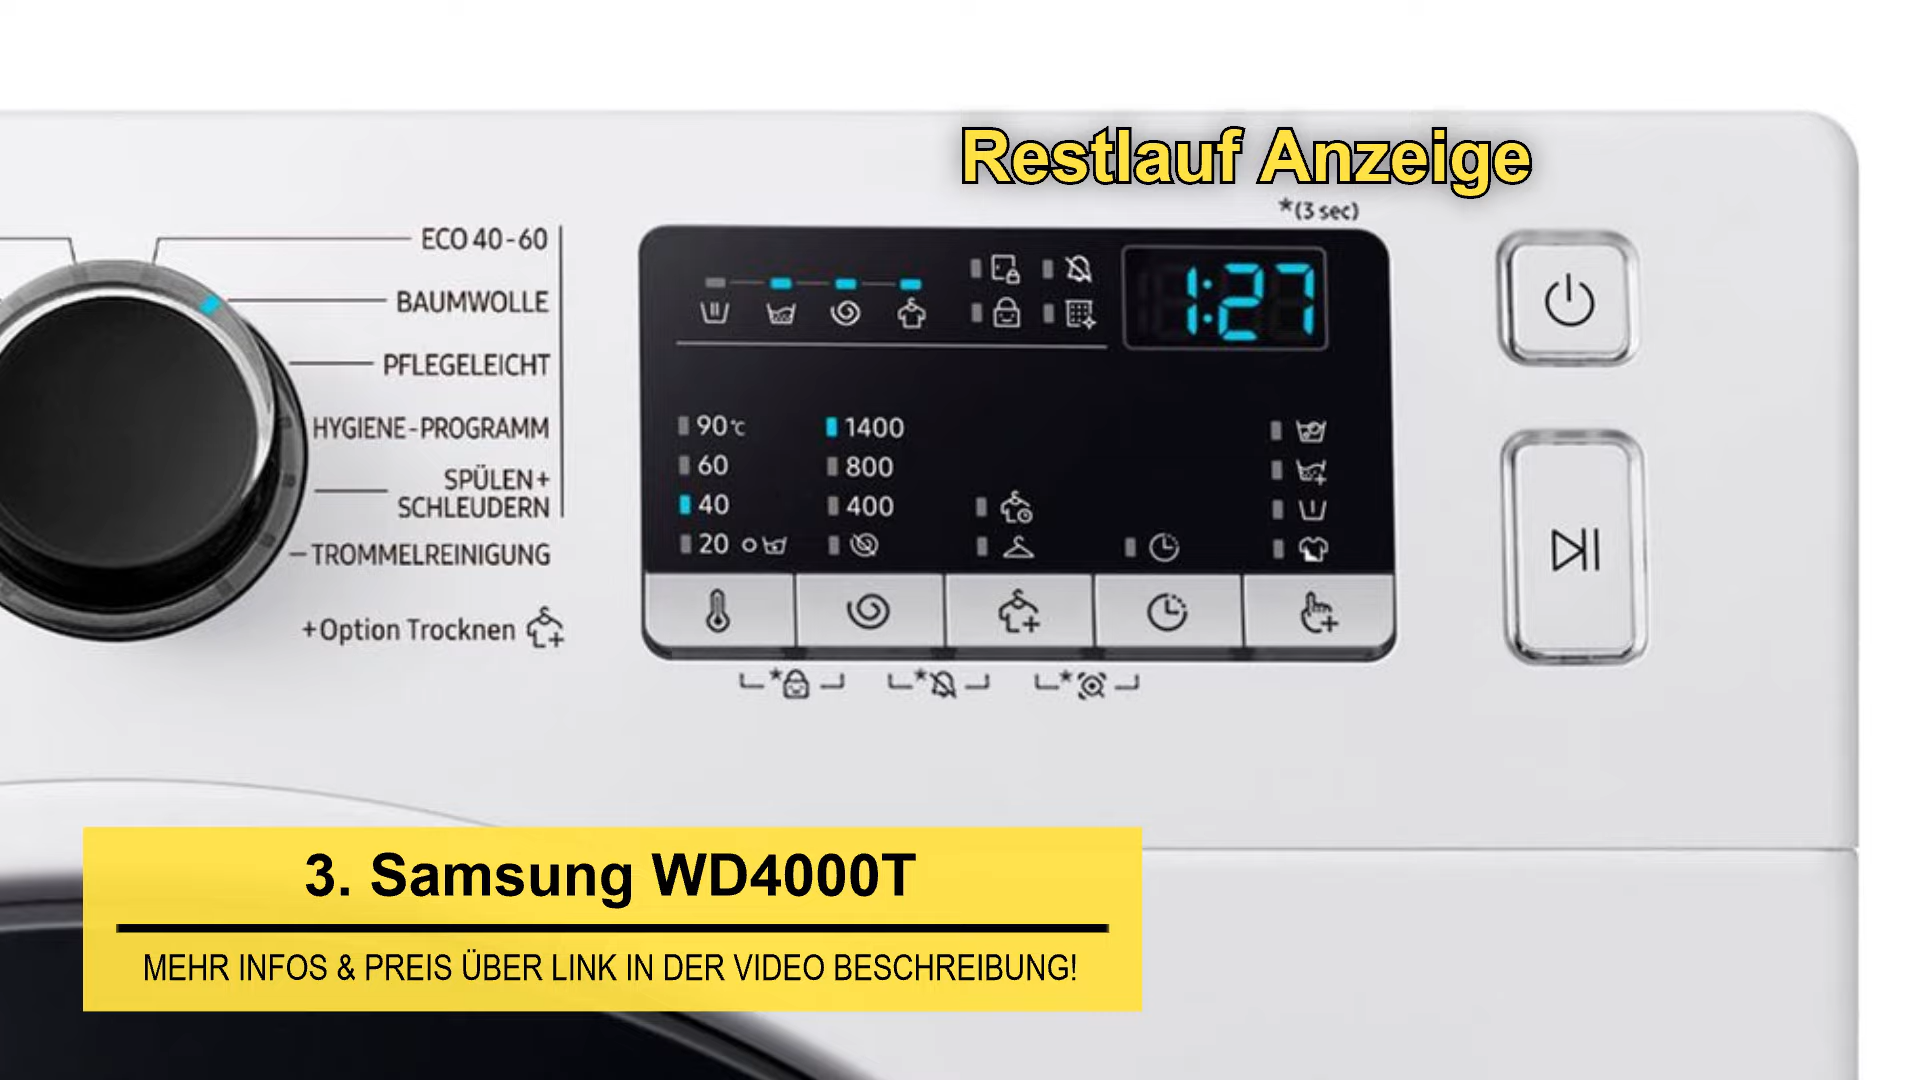 Restlauf Anzeige
*(3 sec)
ECO 40-60
BAUMWOLLE
PFLEGELEICHT
HYGIENE-PROGRAMM
SPÜLEN+
SCHLEUDERN
TROMMELREINIGUNG
+Option Trocknen
1:27
90°C
1400
60
800
40
400
20
3. Samsung WD4000T
MEHR INFOS & PREIS ÜBER LINK IN DER VIDEO BESCHREIBUNG!